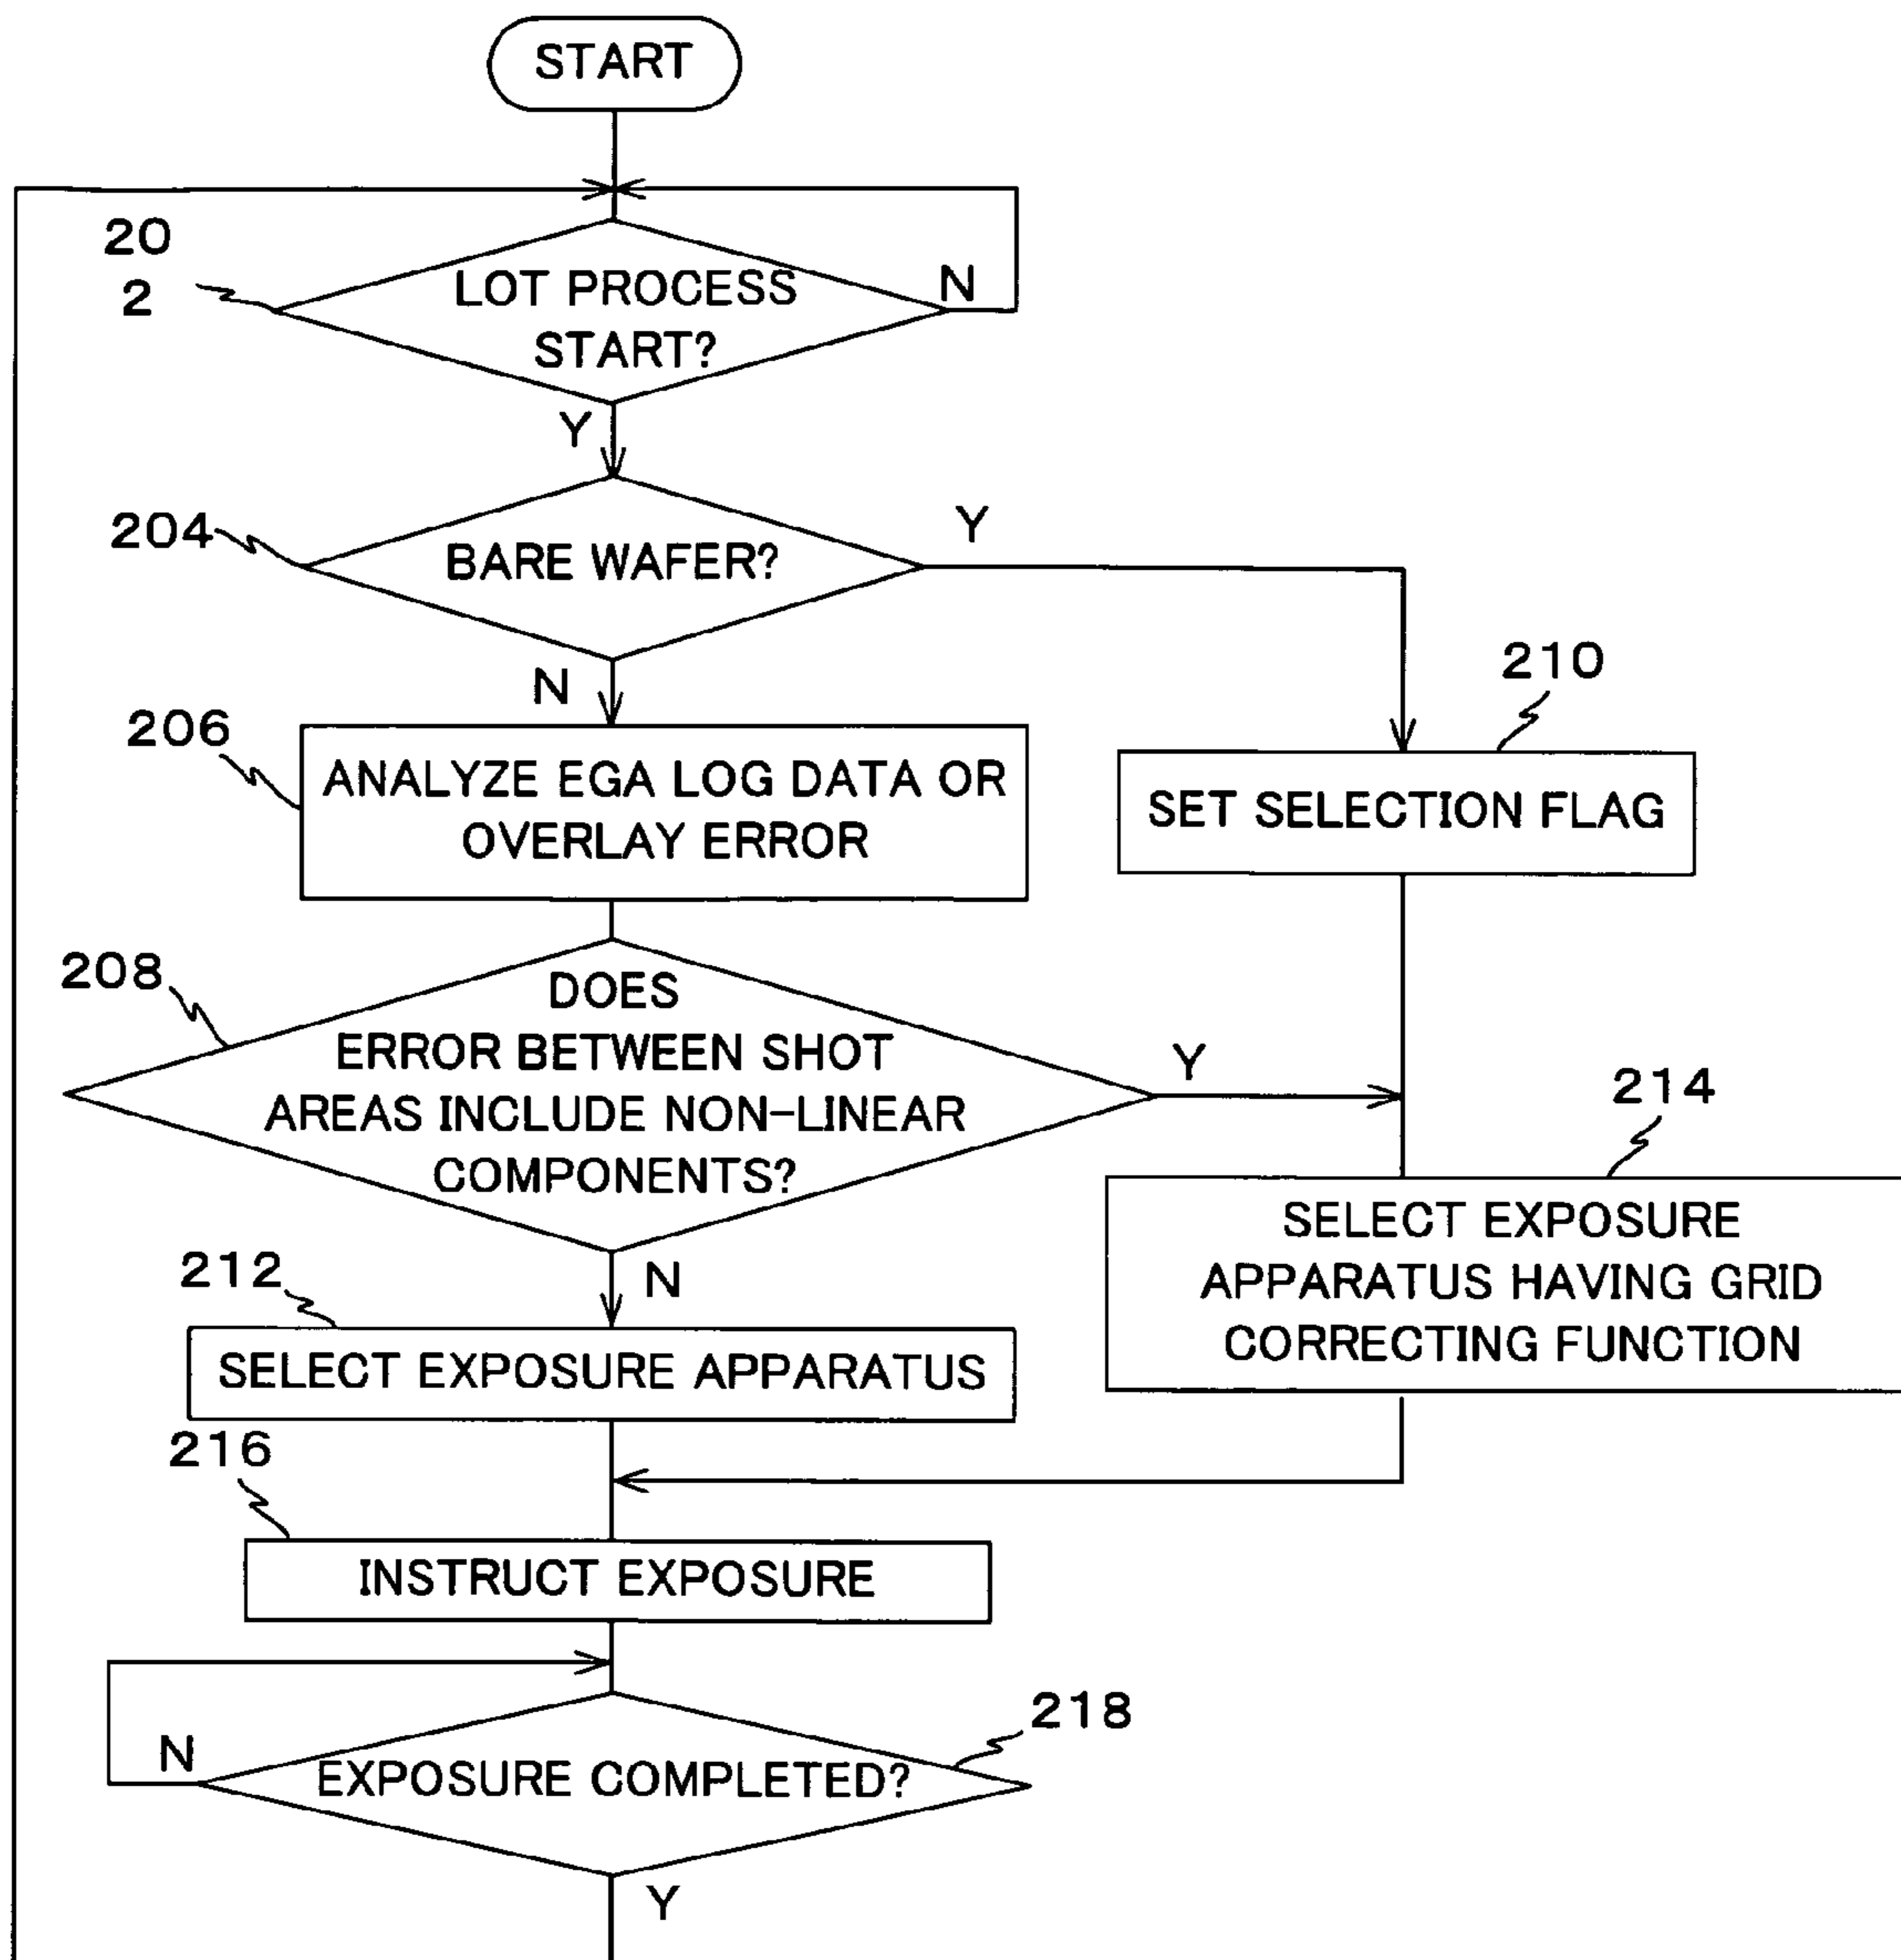 START
20
2
LOT PROCESS
START?
N
Y
204
BARE WAFER?
Y
N
210
SET SELECTION FLAG
206
ANALYZE EGA LOG DATA OR
OVERLAY ERROR
208
DOES
ERROR BETWEEN SHOT
AREAS INCLUDE NON-LINEAR
COMPONENTS?
Y
N
214
SELECT EXPOSURE
APPARATUS HAVING GRID
CORRECTING FUNCTION
212
SELECT EXPOSURE APPARATUS
216
INSTRUCT EXPOSURE
218
EXPOSURE COMPLETED?
N
Y